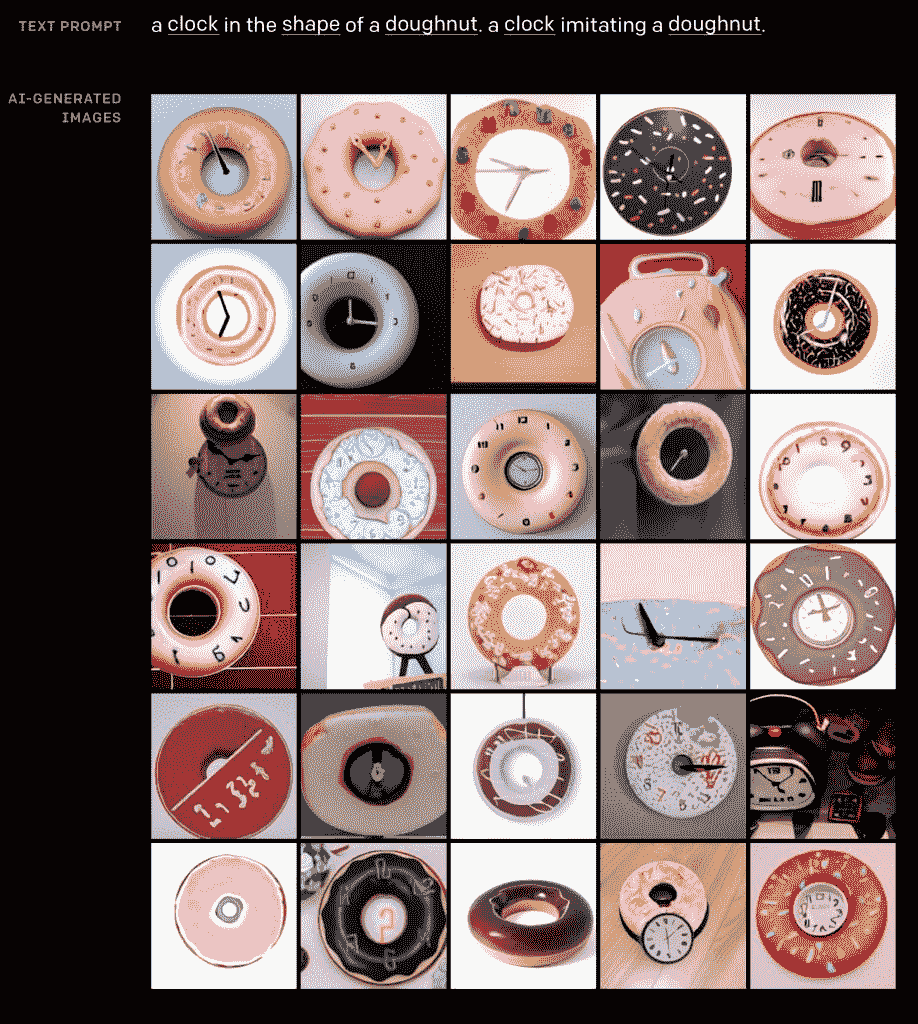 TEXT PROMPT
a clock in the shape of a doughnut. a clock imitating a doughnut.
AI-GENERATED
IMAGES